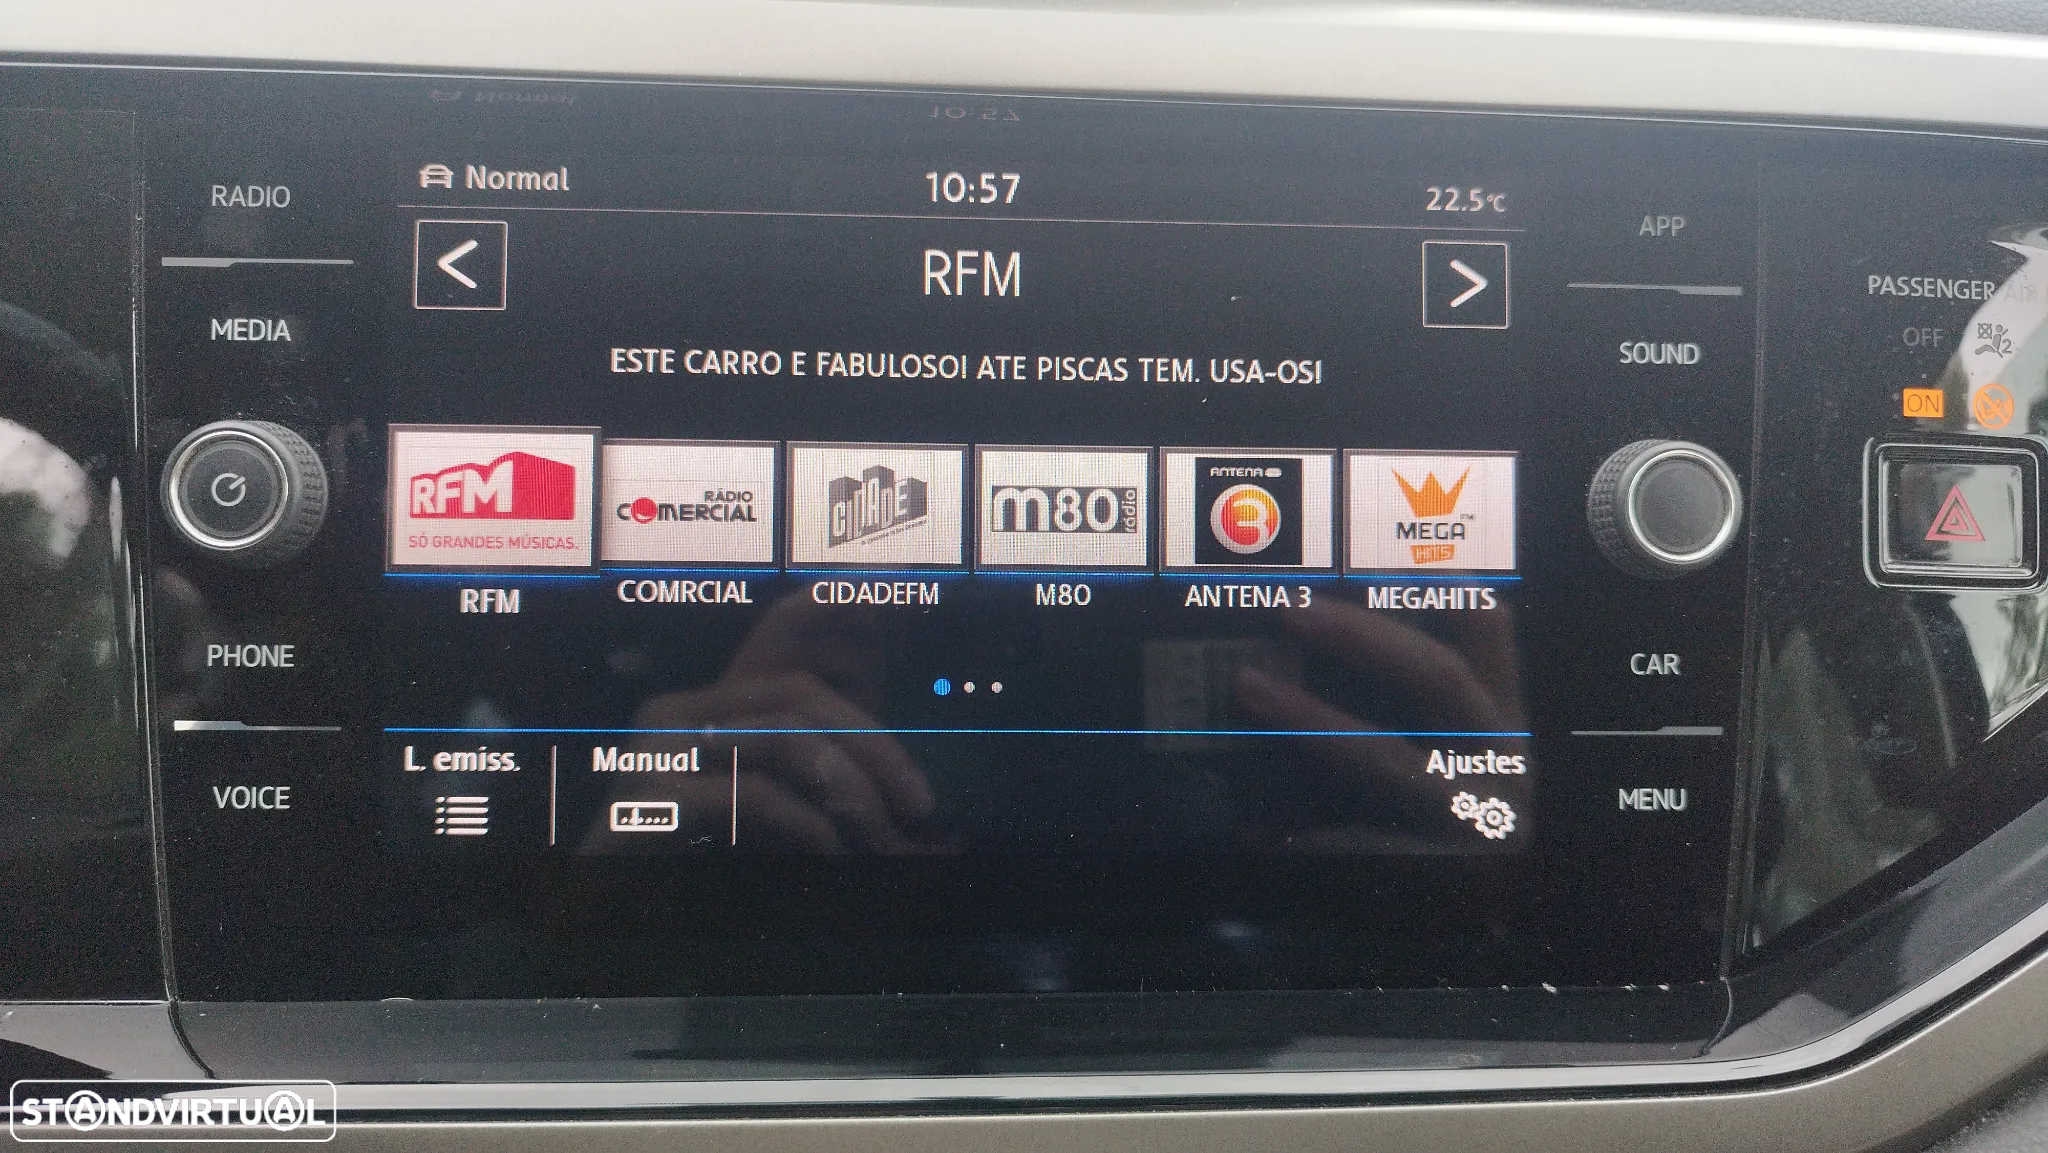 RADIO
MEDIA
PHONE
VOICE
Normal
10:57
22.5°C
RFM
ESTE CARRO E FABULOSO! ATE PISCAS TEM. USA-OS!
RFM
SÓ GRANDES MÚSICAS.
RÁDIO
COMERCIAL
CIDADE
m80
rádio
ANTENA
3
MEGA
HITS
RFM
COMRCIAL
CIDADEFM
M80
ANTENA 3
MEGAHITS
L. emiss.
Manual
Ajustes
APP
SOUND
CAR
MENU
PASSENGER AIR
OFF
ON
STANDVIRTUAL